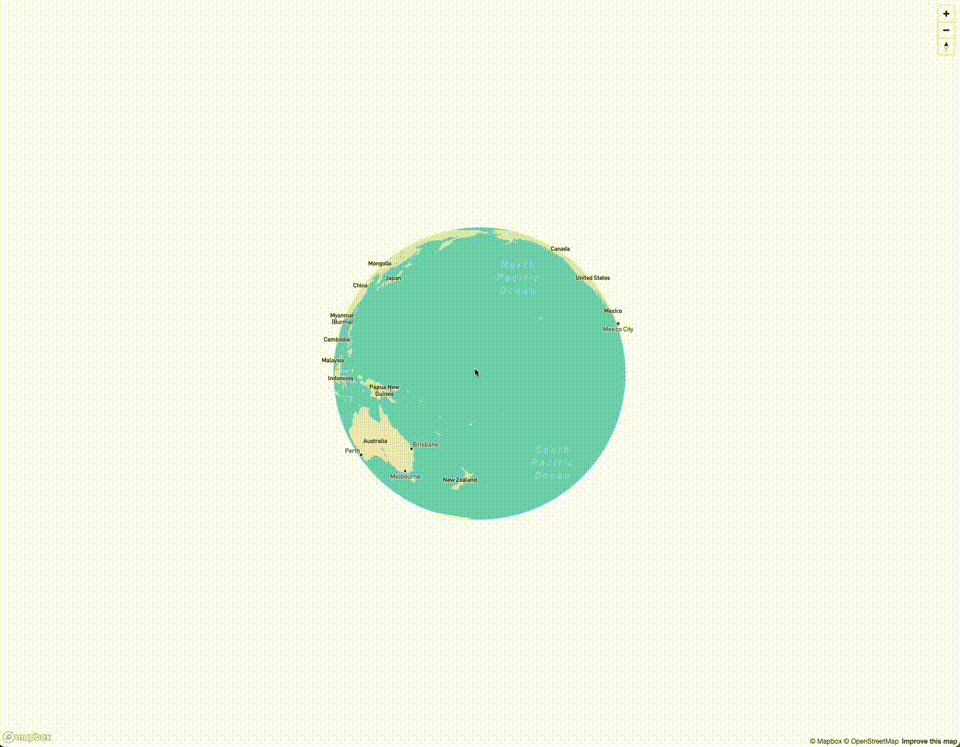 +
−
Canada
North
Pacific
Ocean
Mongolia
Japan
United States
China
Mexico
Myanmar
(Burma)
Mexico City
Cambodia
Malaysia
Indonesia
Papua New
Guinea
Australia
Brisbane
Perth
South
Pacific
Ocean
Melbourne
New Zealand
mapbox
© Mapbox © OpenStreetMap Improve this map